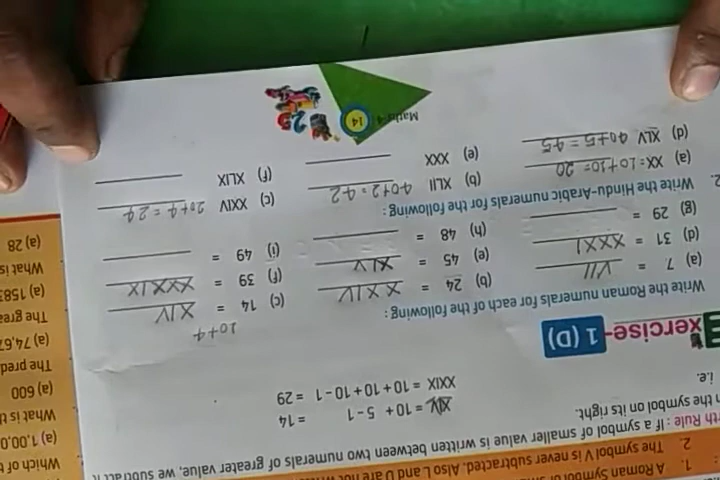 1. A Roman Symbol
2. The symbol V is never subtracted. Also L and D are not
th Rule : If a symbol of smaller value is written between two numerals of greater value, we subtract it
the symbol on its right.
i.e.
XIV = 10 + 5 - 1 = 14
XXIX = 10 + 10 + 10 - 1 = 29
Exercise- 1 (D)
Write the Roman numerals for each of the following :
10+4
(a) 7 = VII (b) 24 = XXIV (c) 14 = XIV
(d) 31 = XXXI (e) 45 = XLV (f) 39 = XXXIX
(g) 29 = (h) 48 = (i) 49 =
2. Write the Hindu-Arabic numerals for the following :
(a) XX = 10+10= 20 (b) XLII 40+2=42 (c) XXIV 20+4=24
(d) XLV 40+5=45 (e) XXX (f) XLIX
Maths-4 14
Which of
(a) 1,00,0
What is th
(a) 600
The pred
(a) 74,67
The grea
(a) 1583
What is
(a) 28